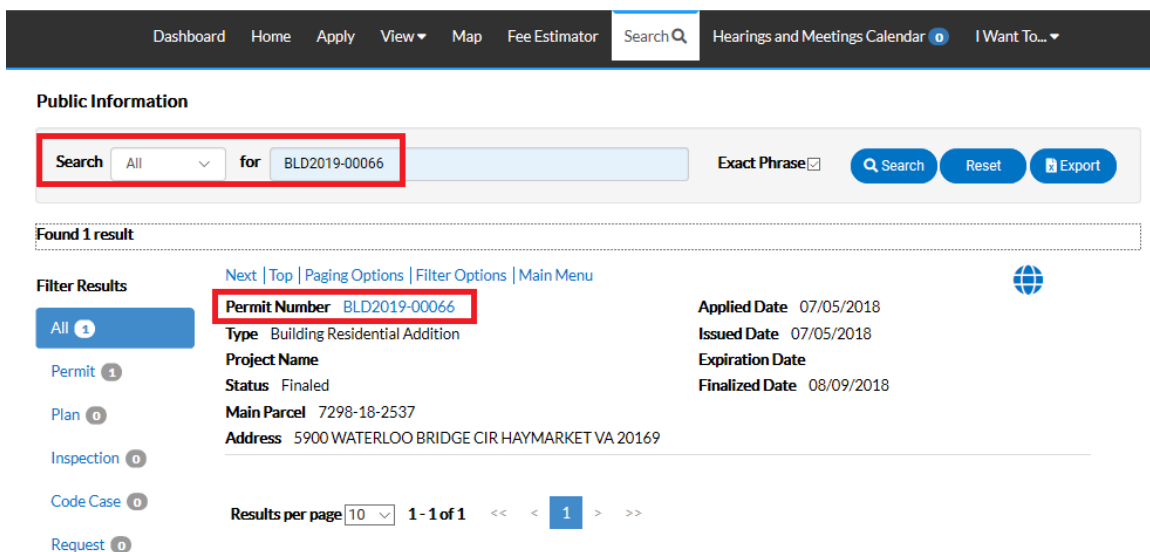 Dashboard Home Apply View Map Fee Estimator Search Hearings and Meetings Calendar 0 I Want To...
Public Information
Search All for BLD2019-00066 Exact Phrase Search Reset Export
Found 1 result
Next | Top | Paging Options | Filter Options | Main Menu
Filter Results
Permit Number BLD2019-00066 Applied Date 07/05/2018
All 1
Type Building Residential Addition Issued Date 07/05/2018
Project Name Expiration Date
Permit 1
Status Finaled Finalized Date 08/09/2018
Plan 0
Main Parcel 7298-18-2537
Address 5900 WATERLOO BRIDGE CIR HAYMARKET VA 20169
Inspection 0
Code Case 0
Results per page 10 1 - 1 of 1 << < 1 > >>
Request 0